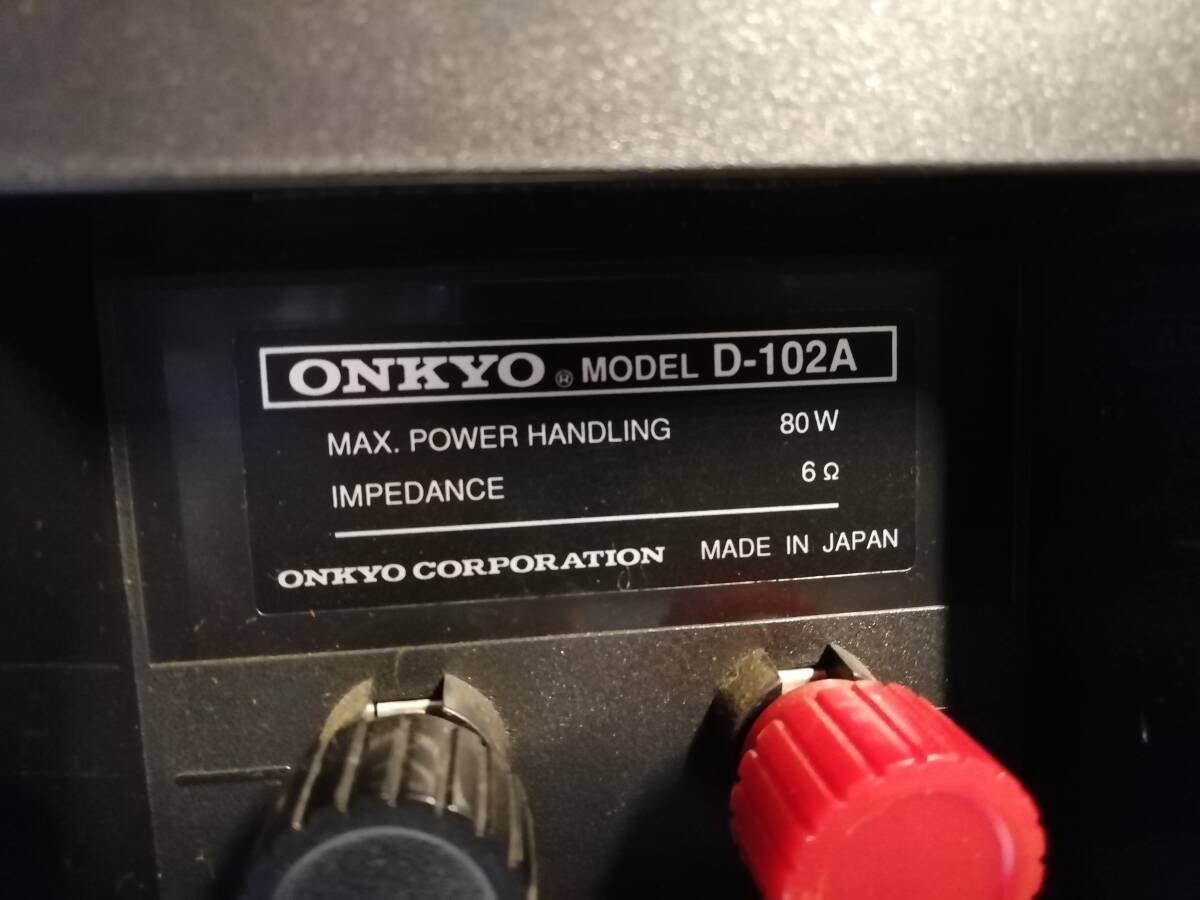 ONKYO ® MODEL D-102A
MAX. POWER HANDLING 80 W
IMPEDANCE 6 Ω
ONKYO CORPORATION MADE IN JAPAN